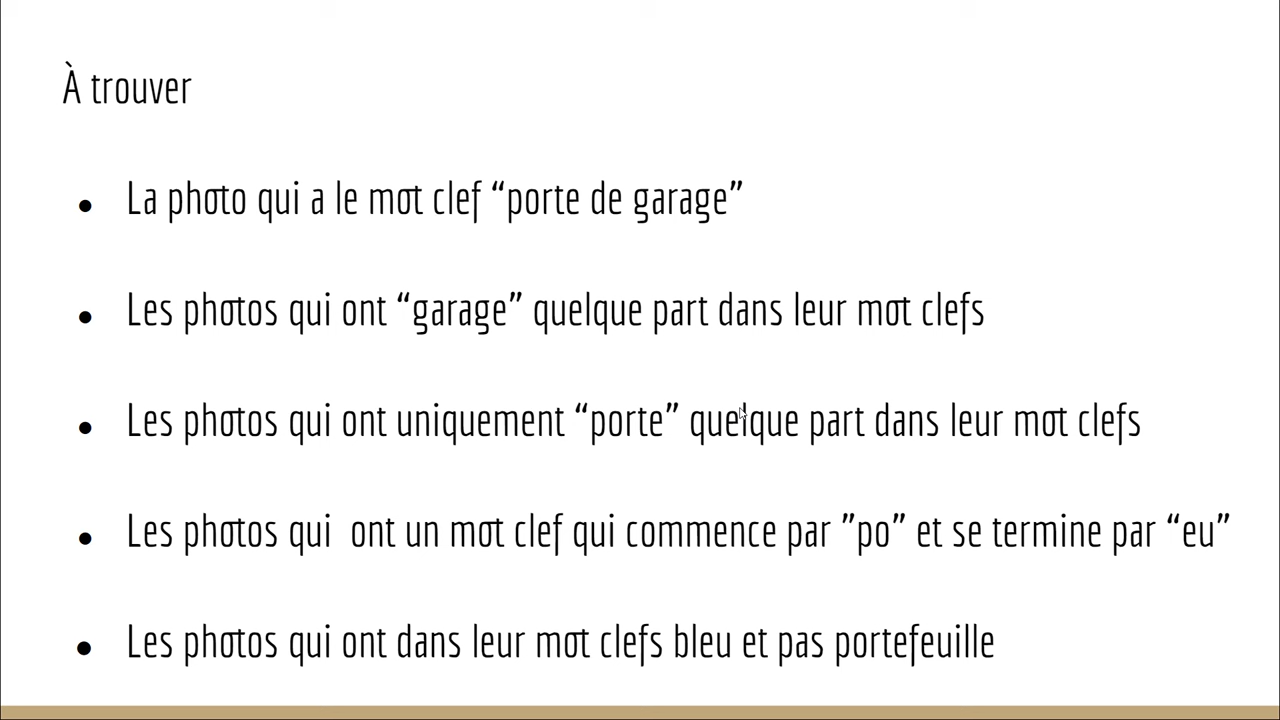 À trouver
● La photo qui a le mot clef “porte de garage”
● Les photos qui ont “garage” quelque part dans leur mot clefs
● Les photos qui ont uniquement “porte” quelque part dans leur mot clefs
● Les photos qui  ont un mot clef qui commence par ”po” et se termine par “eu”
● Les photos qui ont dans leur mot clefs bleu et pas portefeuille